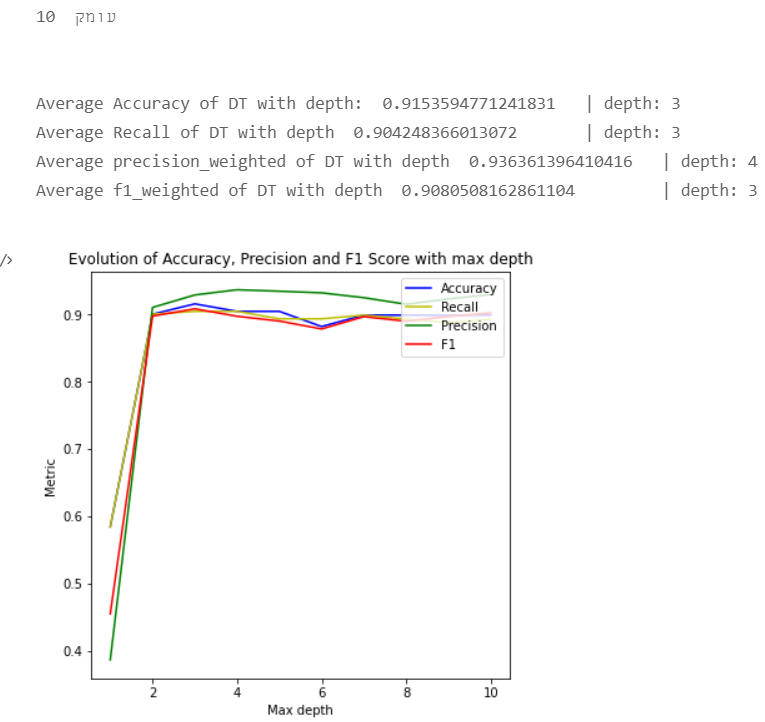 עומק  10
Average Accuracy of DT with depth:  0.9153594771241831   | depth: 3
Average Recall of DT with depth  0.904248366013072       | depth: 3
Average precision_weighted of DT with depth  0.936361396410416   | depth: 4
Average f1_weighted of DT with depth  0.9080508162861104         | depth: 3
/>
Evolution of Accuracy, Precision and F1 Score with max depth
Accuracy
Recall
Precision
F1
0.9
0.8
0.7
0.6
0.5
0.4
Metric
2 4 6 8 10
Max depth